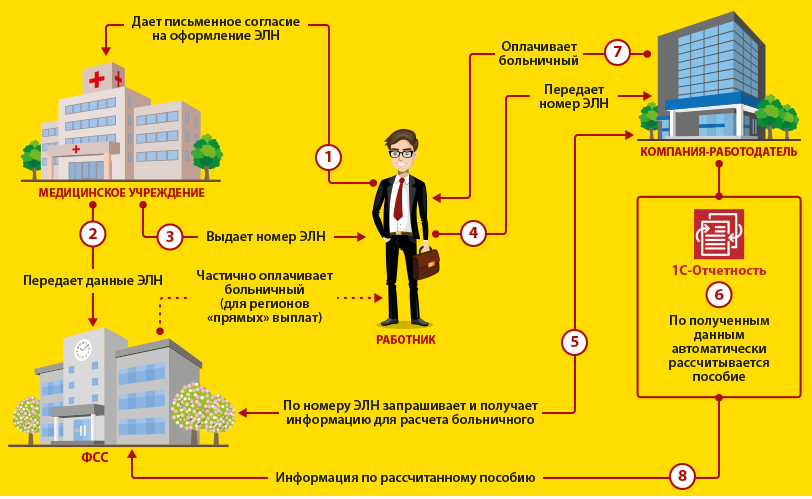 Дает письменное согласие
на оформление ЭЛН
Оплачивает
больничный
7
Передает
номер ЭЛН
1
КОМПАНИЯ-РАБОТОДАТЕЛЬ
МЕДИЦИНСКОЕ УЧРЕЖДЕНИЕ
2
3
Выдает номер ЭЛН
4
Передает данные ЭЛН
Частично оплачивает
больничный
(для регионов
«прямых» выплат)
РАБОТНИК
1С-Отчетность
6
По полученным
данным
автоматически
рассчитывается
пособие
5
По номеру ЭЛН запрашивает и получает
информацию для расчета больничного
ФСС
Информация по рассчитанному пособию
8